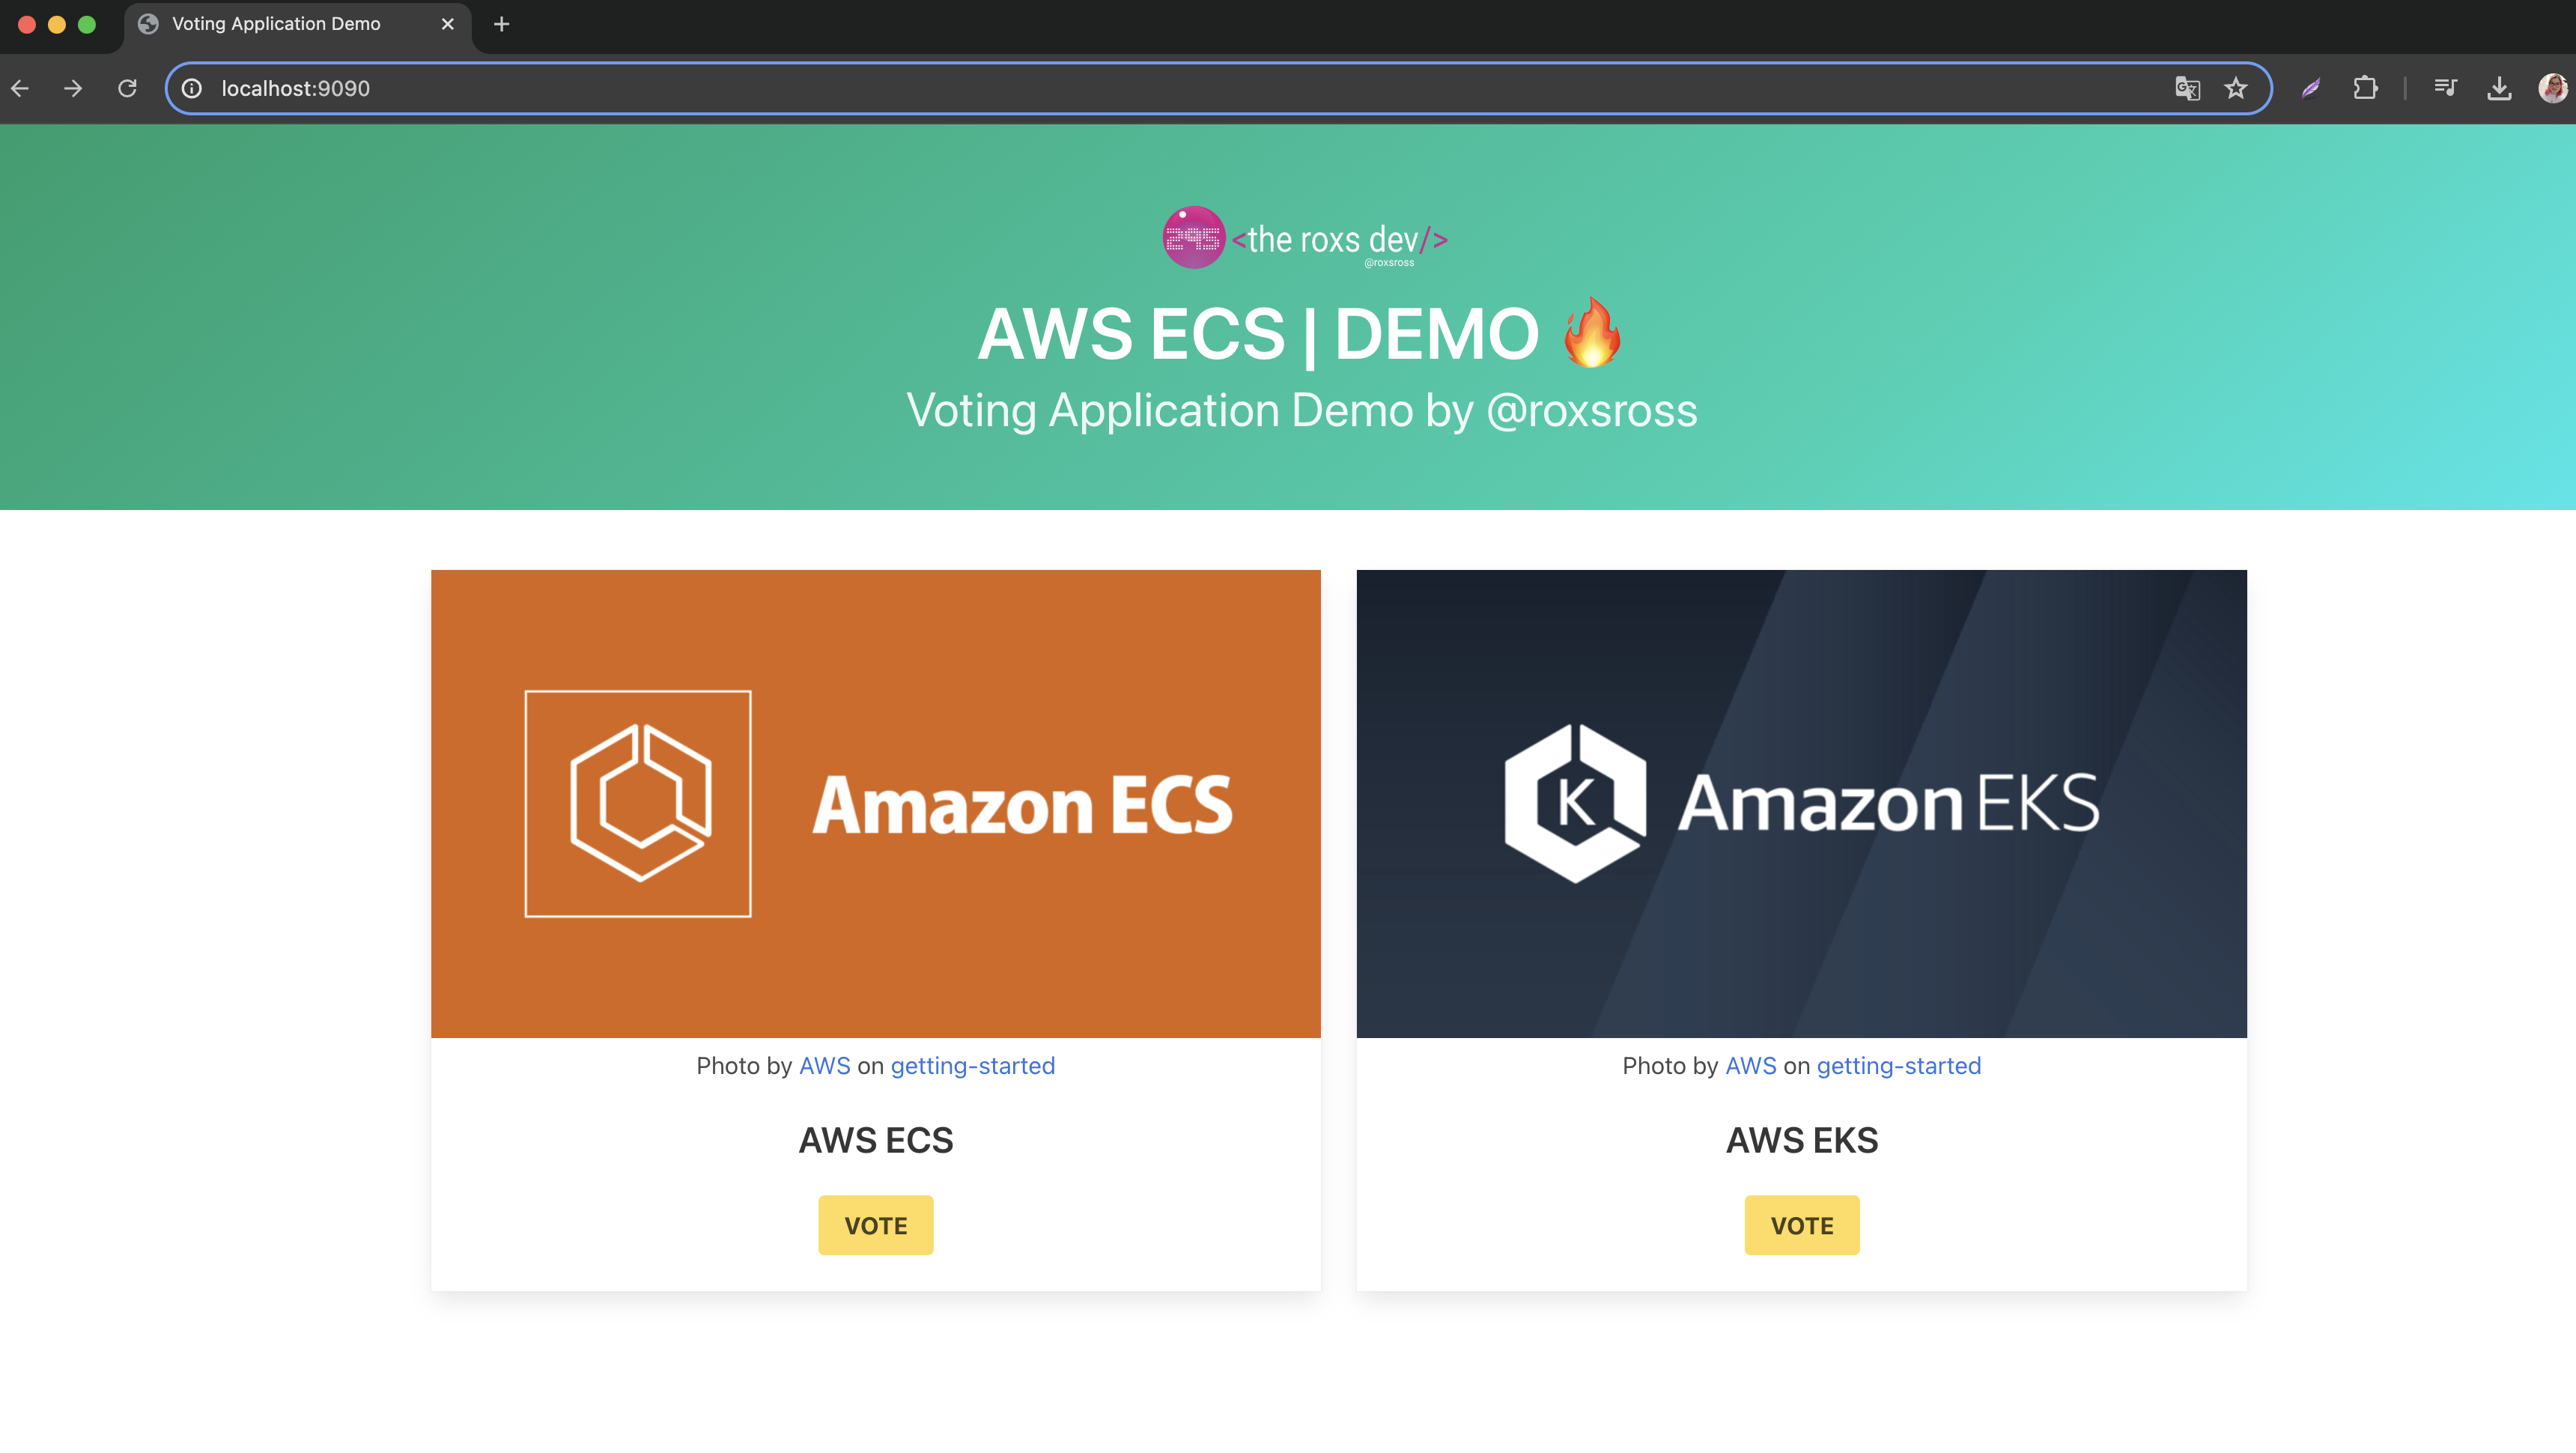 Voting Application Demo
localhost:9090
295
<the roxs dev/>
@roxsross
AWS ECS | DEMO 🔥
Voting Application Demo by @roxsross
Amazon ECS
Photo by AWS on getting-started
AWS ECS
VOTE
K
Amazon EKS
Photo by AWS on getting-started
AWS EKS
VOTE